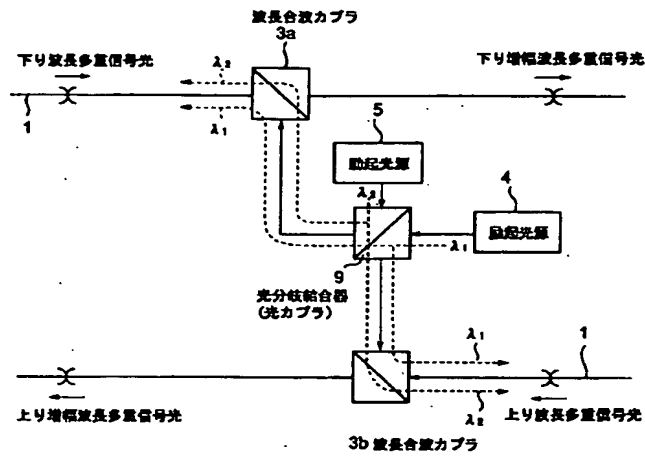 波長合波カプラ
3a
下り波長多重信号光
下り増幅波長多重信号光
λ2
λ1
1
5
励起光源
λ2
4
励起光源
λ1
9
光分岐結合器
(光カプラ)
λ1
1
λ2
上り増幅波長多重信号光
上り波長多重信号光
3b 波長合波カプラ